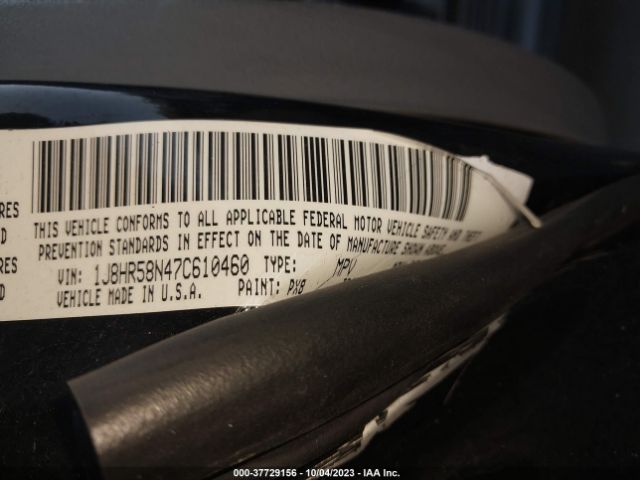 RES
THIS VEHICLE CONFORMS TO ALL APPLICABLE FEDERAL MOTOR VEHICLE SAFETY AND THEFT
D
PREVENTION STANDARDS IN EFFECT ON THE DATE OF MANUFACTURE SHOWN ABOVE.
RES
VIN: 1J8HR58N47C610460 TYPE: MPV
D
VEHICLE MADE IN U.S.A. PAINT: PX8
000-37729156 - 10/04/2023 - IAA Inc.